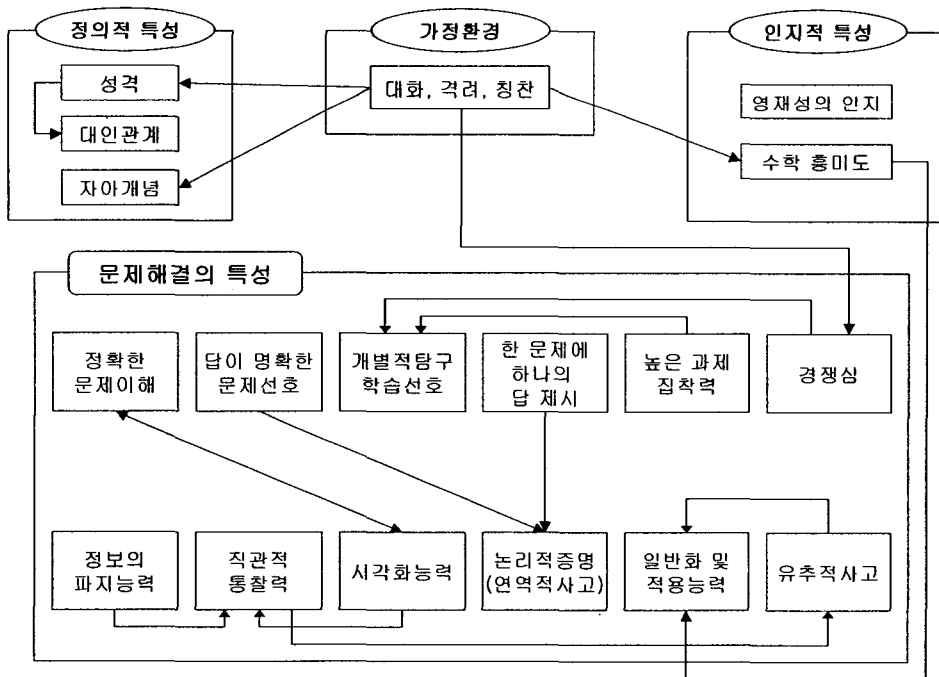 정의적 특성
가정환경
인지적 특성
성격
대화, 격려, 칭찬
영재성의 인지
대인관계
수학 흥미도
자아개념
문제해결의 특성
정확한
문제이해
답이 명확한
문제선호
개별적탐구
학습선호
한 문제에
하나의
답 제시
높은 과제
집착력
경쟁심
정보의
파지능력
직관적
통찰력
시각화능력
논리적증명
(연역적사고)
일반화 및
적용능력
유추적사고